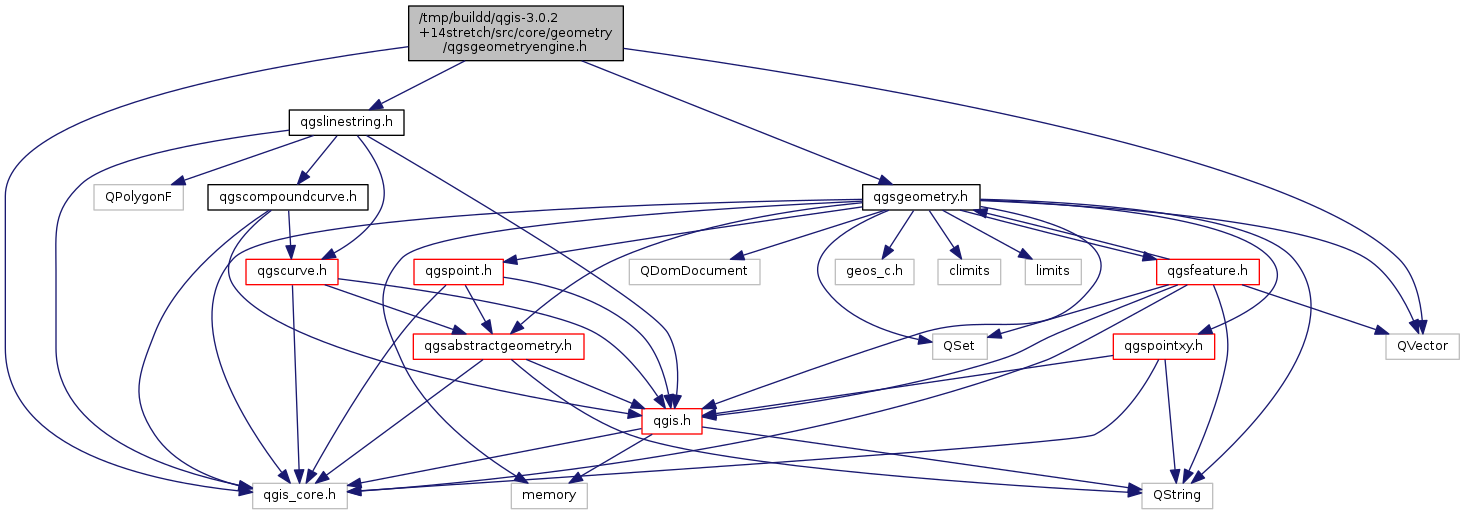 /tmp/buildd/qgis-3.0.2
+14stretch/src/core/geometry
/qgsgeometryengine.h
qgslinestring.h
QPolygonF
qgscompoundcurve.h
qgsgeometry.h
qgscurve.h
qgspoint.h
QDomDocument
geos_c.h
climits
limits
qgsfeature.h
qgsabstractgeometry.h
QSet
qgspointxy.h
QVector
qgis.h
qgis_core.h
memory
QString